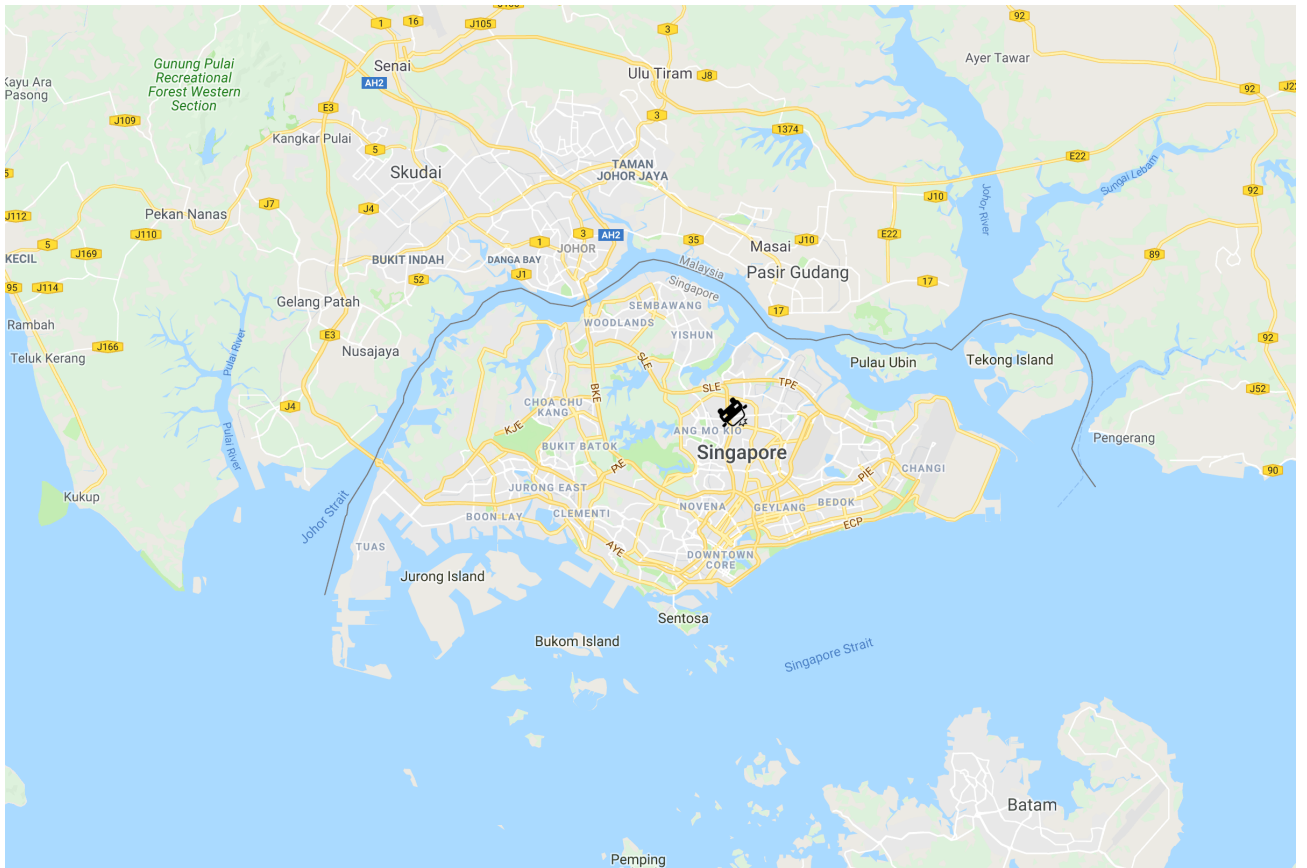 J106
1
16
J105
3
92
Senai
AH2
Ulu Tiram
J8
Ayer Tawar
92
J22
Gunung Pulai
Recreational
Forest Western
Section
Kayu Ara
Pasong
E3
J109
Kangkar Pulai
5
3
1374
Skudai
TAMAN
JOHOR JAYA
E22
Sungai Lebam
92
5
J112
Pekan Nanas
J7
J4
J10
Johor River
5
J110
J169
KECIL
1
3
AH2
JOHOR
35
J10
E22
Masai
89
BUKIT INDAH
DANGA BAY
J1
52
Malaysia
Singapore
Pasir Gudang
17
95
J114
Gelang Patah
SEMBAWANG
17
Rambah
E3
WOODLANDS
YISHUN
92
Teluk Kerang
J166
Nusajaya
Pulai River
SLE
Pulau Ubin
Tekong Island
J4
BKE
SLE
TPE
J52
CHOA CHU
KANG
KJE
ANG MO KIO
Pulai River
BUKIT BATOK
Singapore
Pengerang
PIE
PIE
CHANGI
90
Kukup
JURONG EAST
NOVENA
GEYLANG
BEDOK
Johor Strait
BOON LAY
CLEMENTI
ECP
TUAS
AYE
DOWNTOWN
CORE
Jurong Island
Sentosa
Bukom Island
Singapore Strait
Batam
Pemping